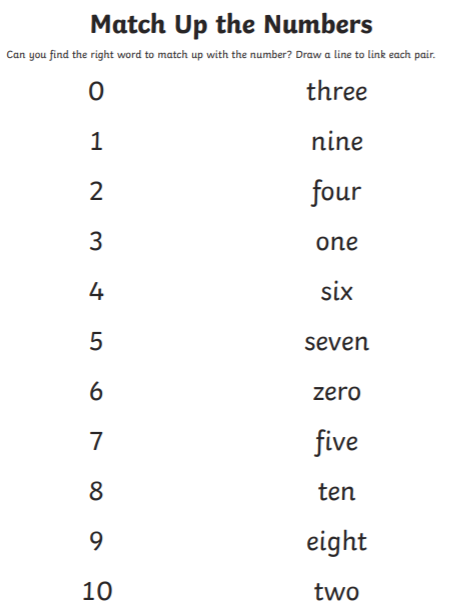 Match Up the Numbers
Can you find the right word to match up with the number? Draw a line to link each pair.
0 three
1 nine
2 four
3 one
4 six
5 seven
6 zero
7 five
8 ten
9 eight
10 two